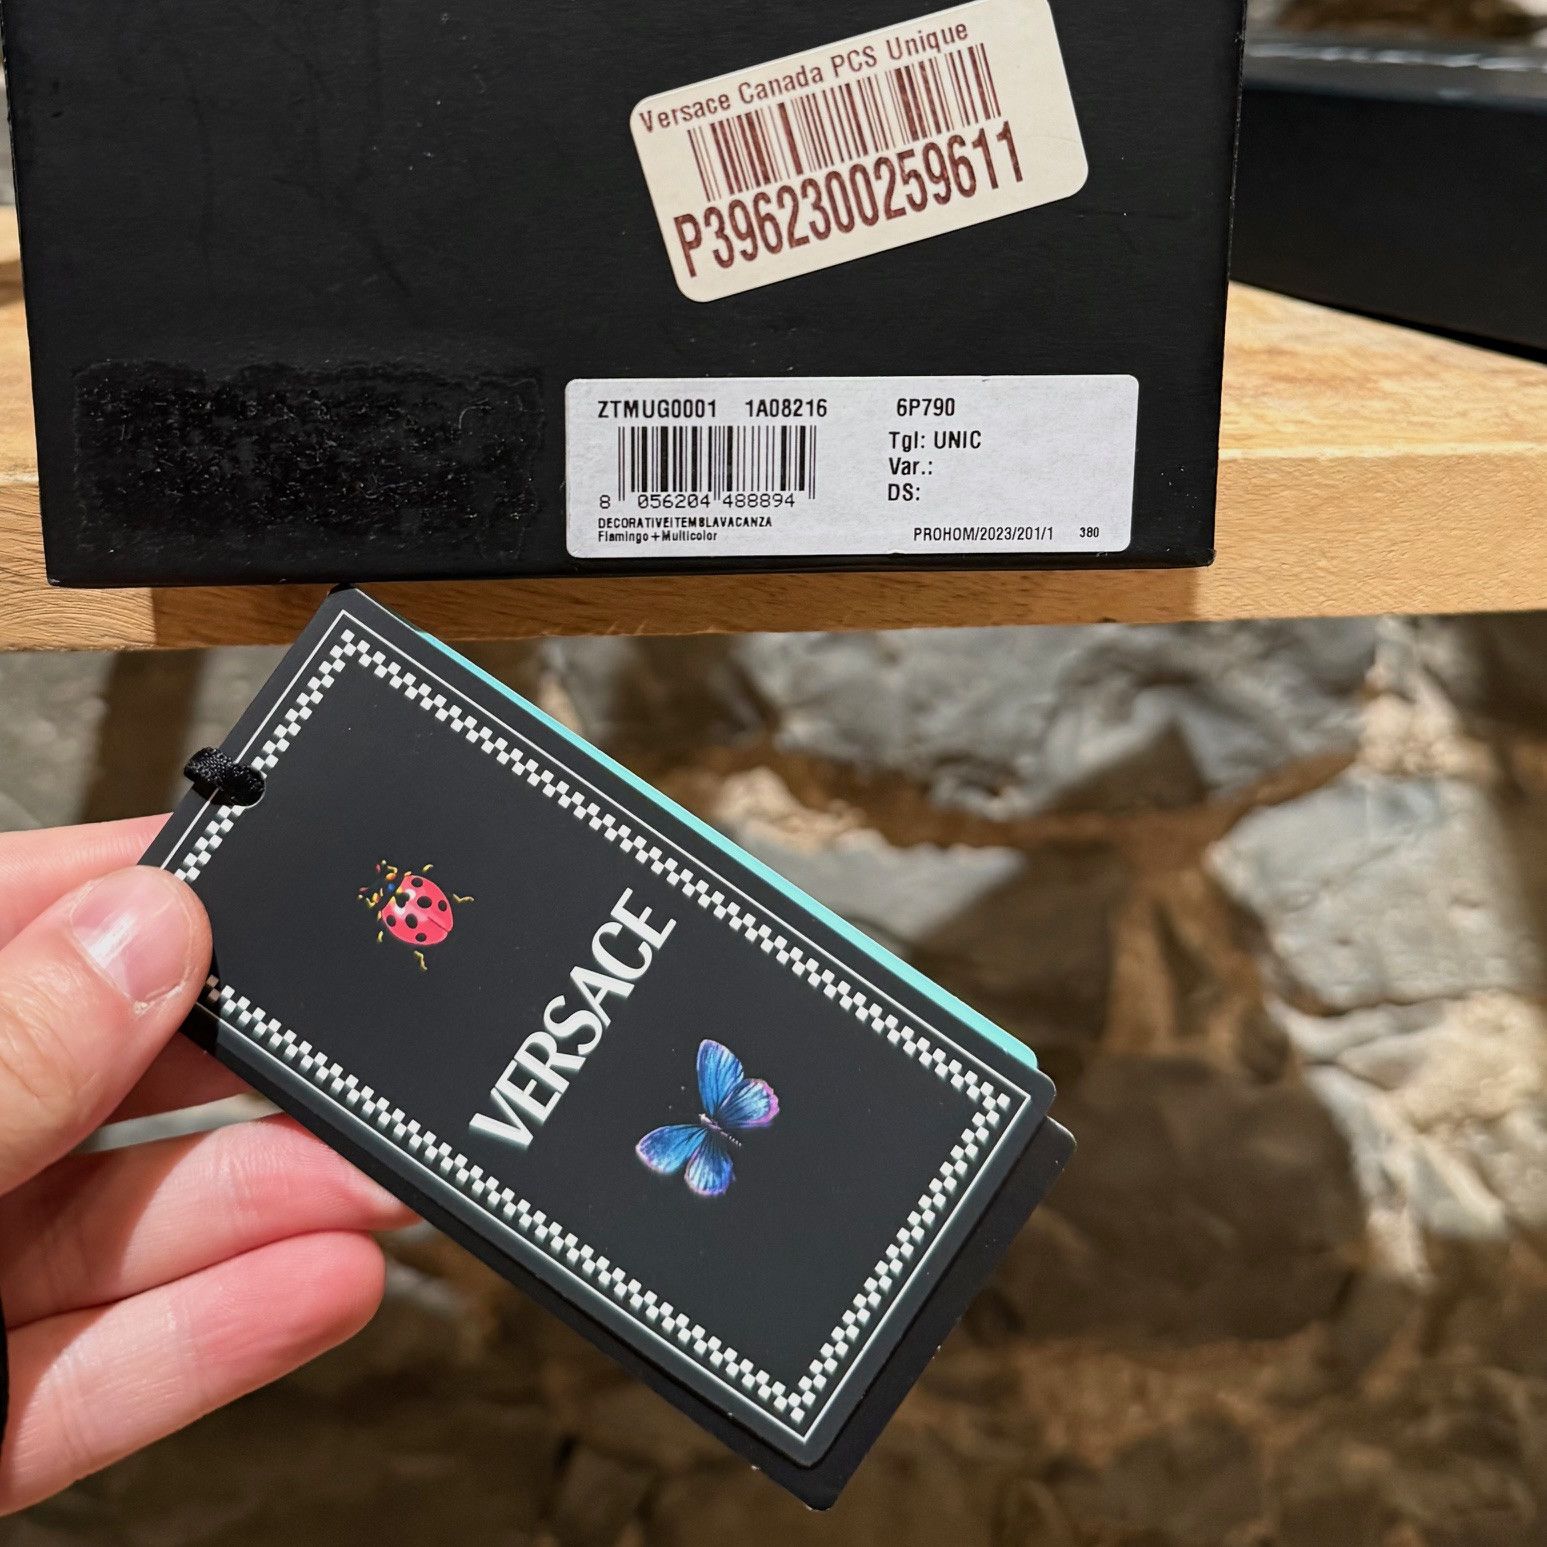 Versace Canada PCS Unique
P3962300259611
ZTMUG0001 1A08216 6P790
Tgl: UNIC
Var.:
DS:
8 056204 488894
DECORATIVEITEMBLAVACANZA
Flamingo+Multicolor
PROHOM/2023/201/1 380
VERSACE